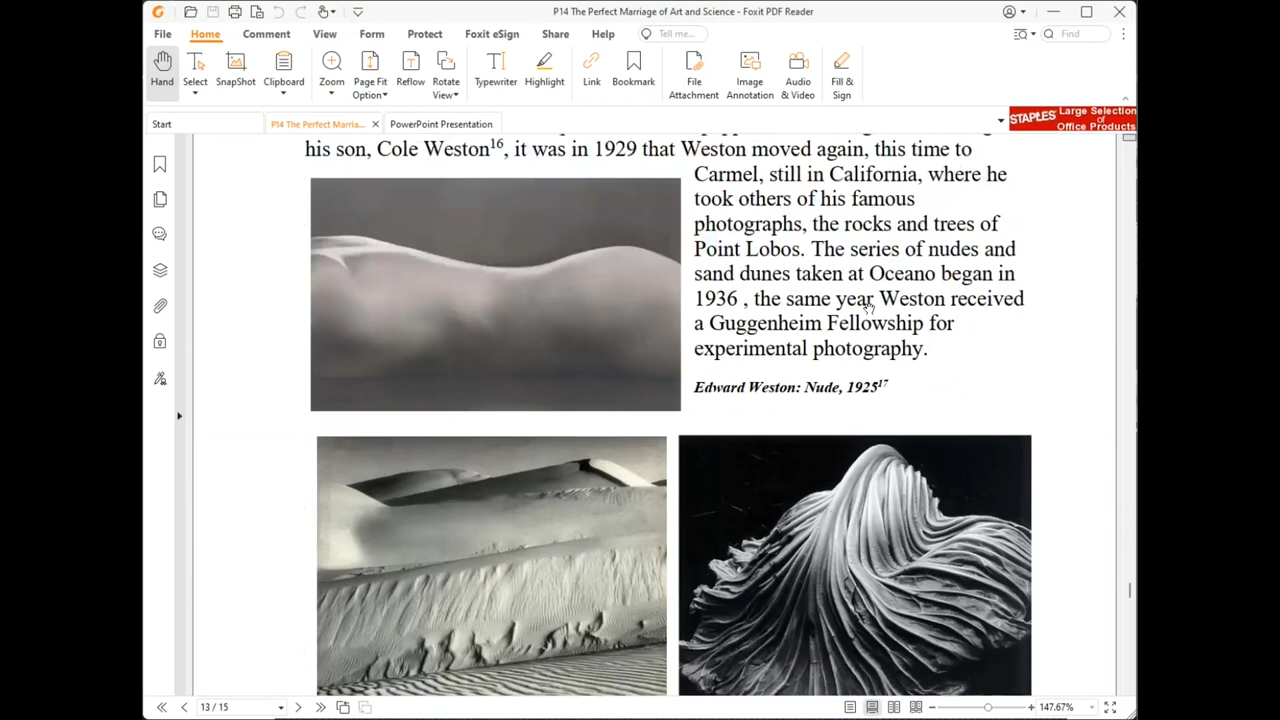 P14 The Perfect Marriage of Art and Science - Foxit PDF Reader
File Home Comment View Form Protect Foxit eSign Share Help Tell me... Find
Hand Select SnapShot Clipboard Zoom Page Fit Option Reflow Rotate View Typewriter Highlight Link Bookmark File Attachment Image Annotation Audio & Video Fill & Sign
Start P14 The Perfect Marria... PowerPoint Presentation
STAPLES Large Selection of Office Products
his son, Cole Weston16, it was in 1929 that Weston moved again, this time to
Carmel, still in California, where he
took others of his famous
photographs, the rocks and trees of
Point Lobos. The series of nudes and
sand dunes taken at Oceano began in
1936 , the same year Weston received
a Guggenheim Fellowship for
experimental photography.
Edward Weston: Nude, 192517
13 / 15 147.67%